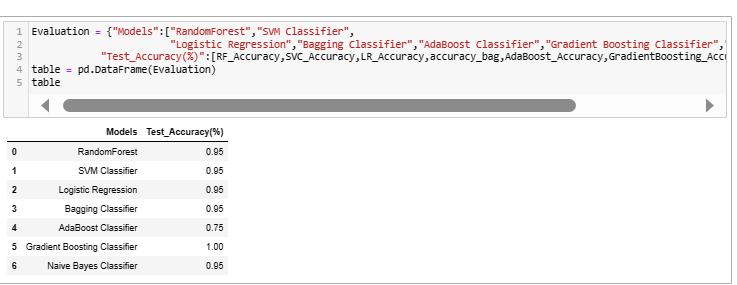 1 Evaluation = {"Models":["RandomForest","SVM Classifier",
2 "Logistic Regression","Bagging Classifier","AdaBoost Classifier","Gradient Boosting Classifier",
3 "Test_Accuracy(%)":[RF_Accuracy,SVC_Accuracy,LR_Accuracy,accuracy_bag,AdaBoost_Accuracy,GradientBoosting_Accu
4 table = pd.DataFrame(Evaluation)
5 table
Models Test_Accuracy(%)
0 RandomForest 0.95
1 SVM Classifier 0.95
2 Logistic Regression 0.95
3 Bagging Classifier 0.95
4 AdaBoost Classifier 0.75
5 Gradient Boosting Classifier 1.00
6 Naive Bayes Classifier 0.95